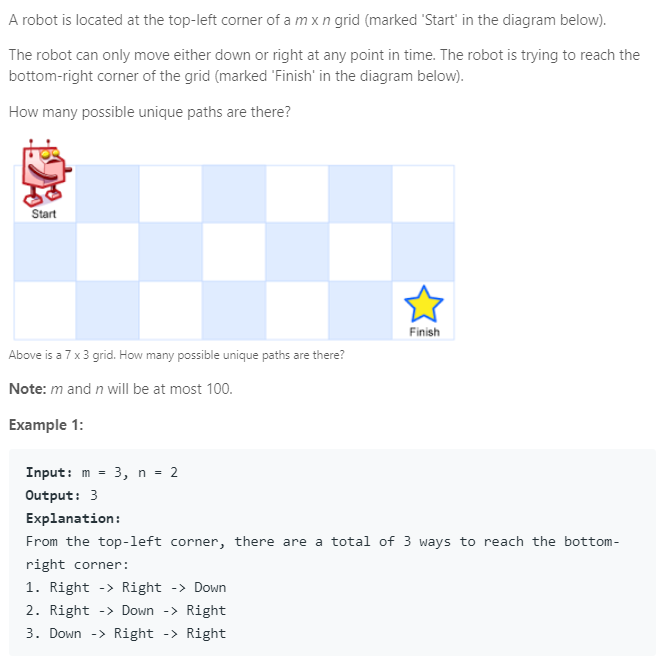 A robot is located at the top-left corner of a m x n grid (marked 'Start' in the diagram below).
The robot can only move either down or right at any point in time. The robot is trying to reach the
bottom-right corner of the grid (marked 'Finish' in the diagram below).
How many possible unique paths are there?
Start
Finish
Above is a 7 x 3 grid. How many possible unique paths are there?
Note: m and n will be at most 100.
Example 1:
Input: m = 3, n = 2
Output: 3
Explanation:
From the top-left corner, there are a total of 3 ways to reach the bottom-
right corner:
1. Right -> Right -> Down
2. Right -> Down -> Right
3. Down -> Right -> Right